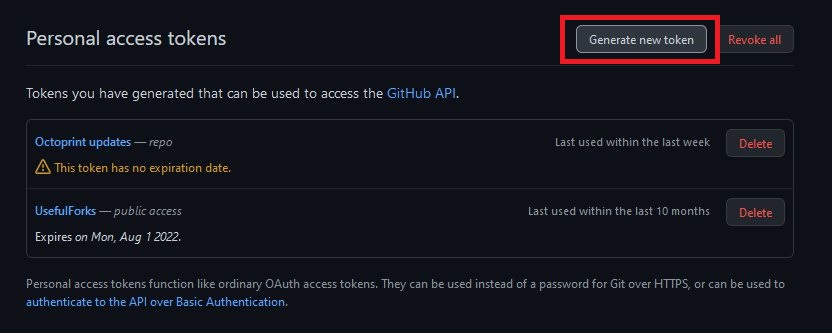 Personal access tokens
Generate new token
Revoke all
Tokens you have generated that can be used to access the GitHub API.
Octoprint updates — repo
Last used within the last week
Delete
This token has no expiration date.
UsefulForks — public access
Last used within the last 10 months
Delete
Expires on Mon, Aug 1 2022.
Personal access tokens function like ordinary OAuth access tokens. They can be used instead of a password for Git over HTTPS, or can be used to
authenticate to the API over Basic Authentication.